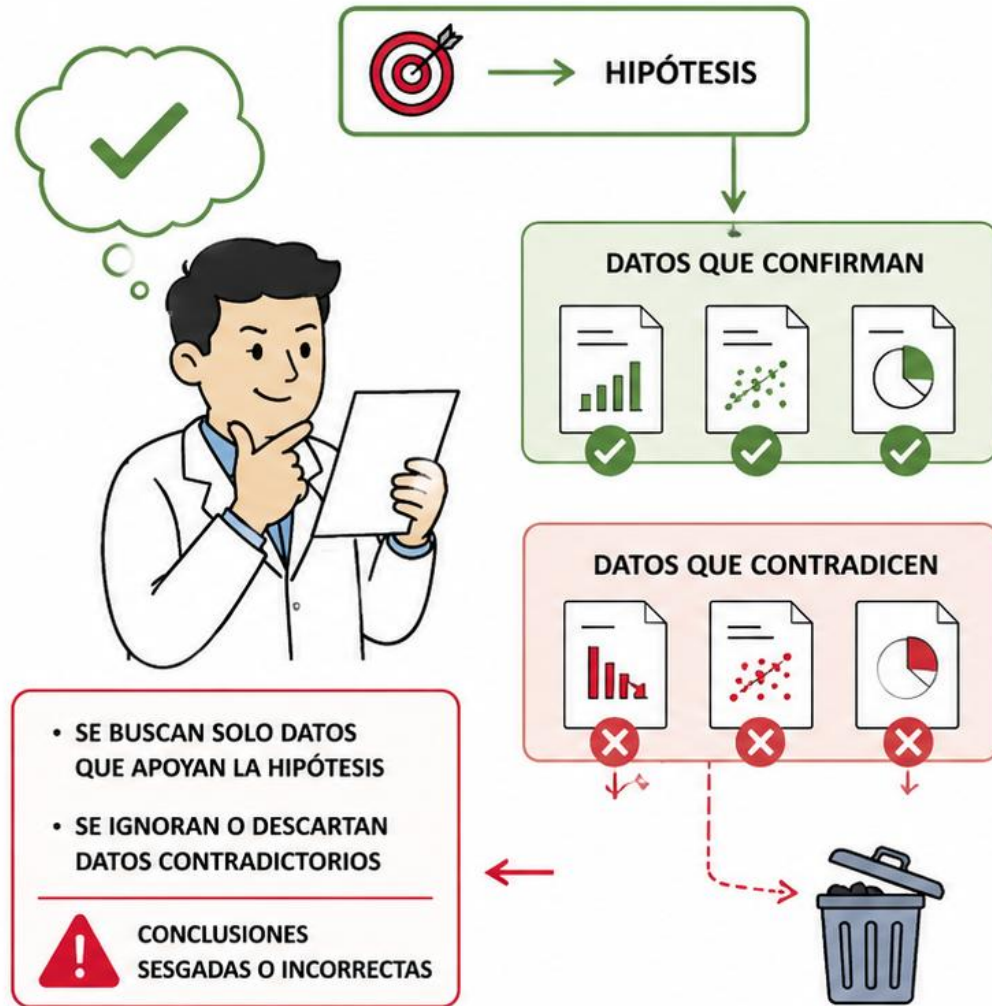 HIPÓTESIS
DATOS QUE CONFIRMAN
DATOS QUE CONTRADICEN
• SE BUSCAN SOLO DATOS
QUE APOYAN LA HIPÓTESIS
• SE IGNORAN O DESCARTAN
DATOS CONTRADICTORIOS
CONCLUSIONES
SESGADAS O INCORRECTAS